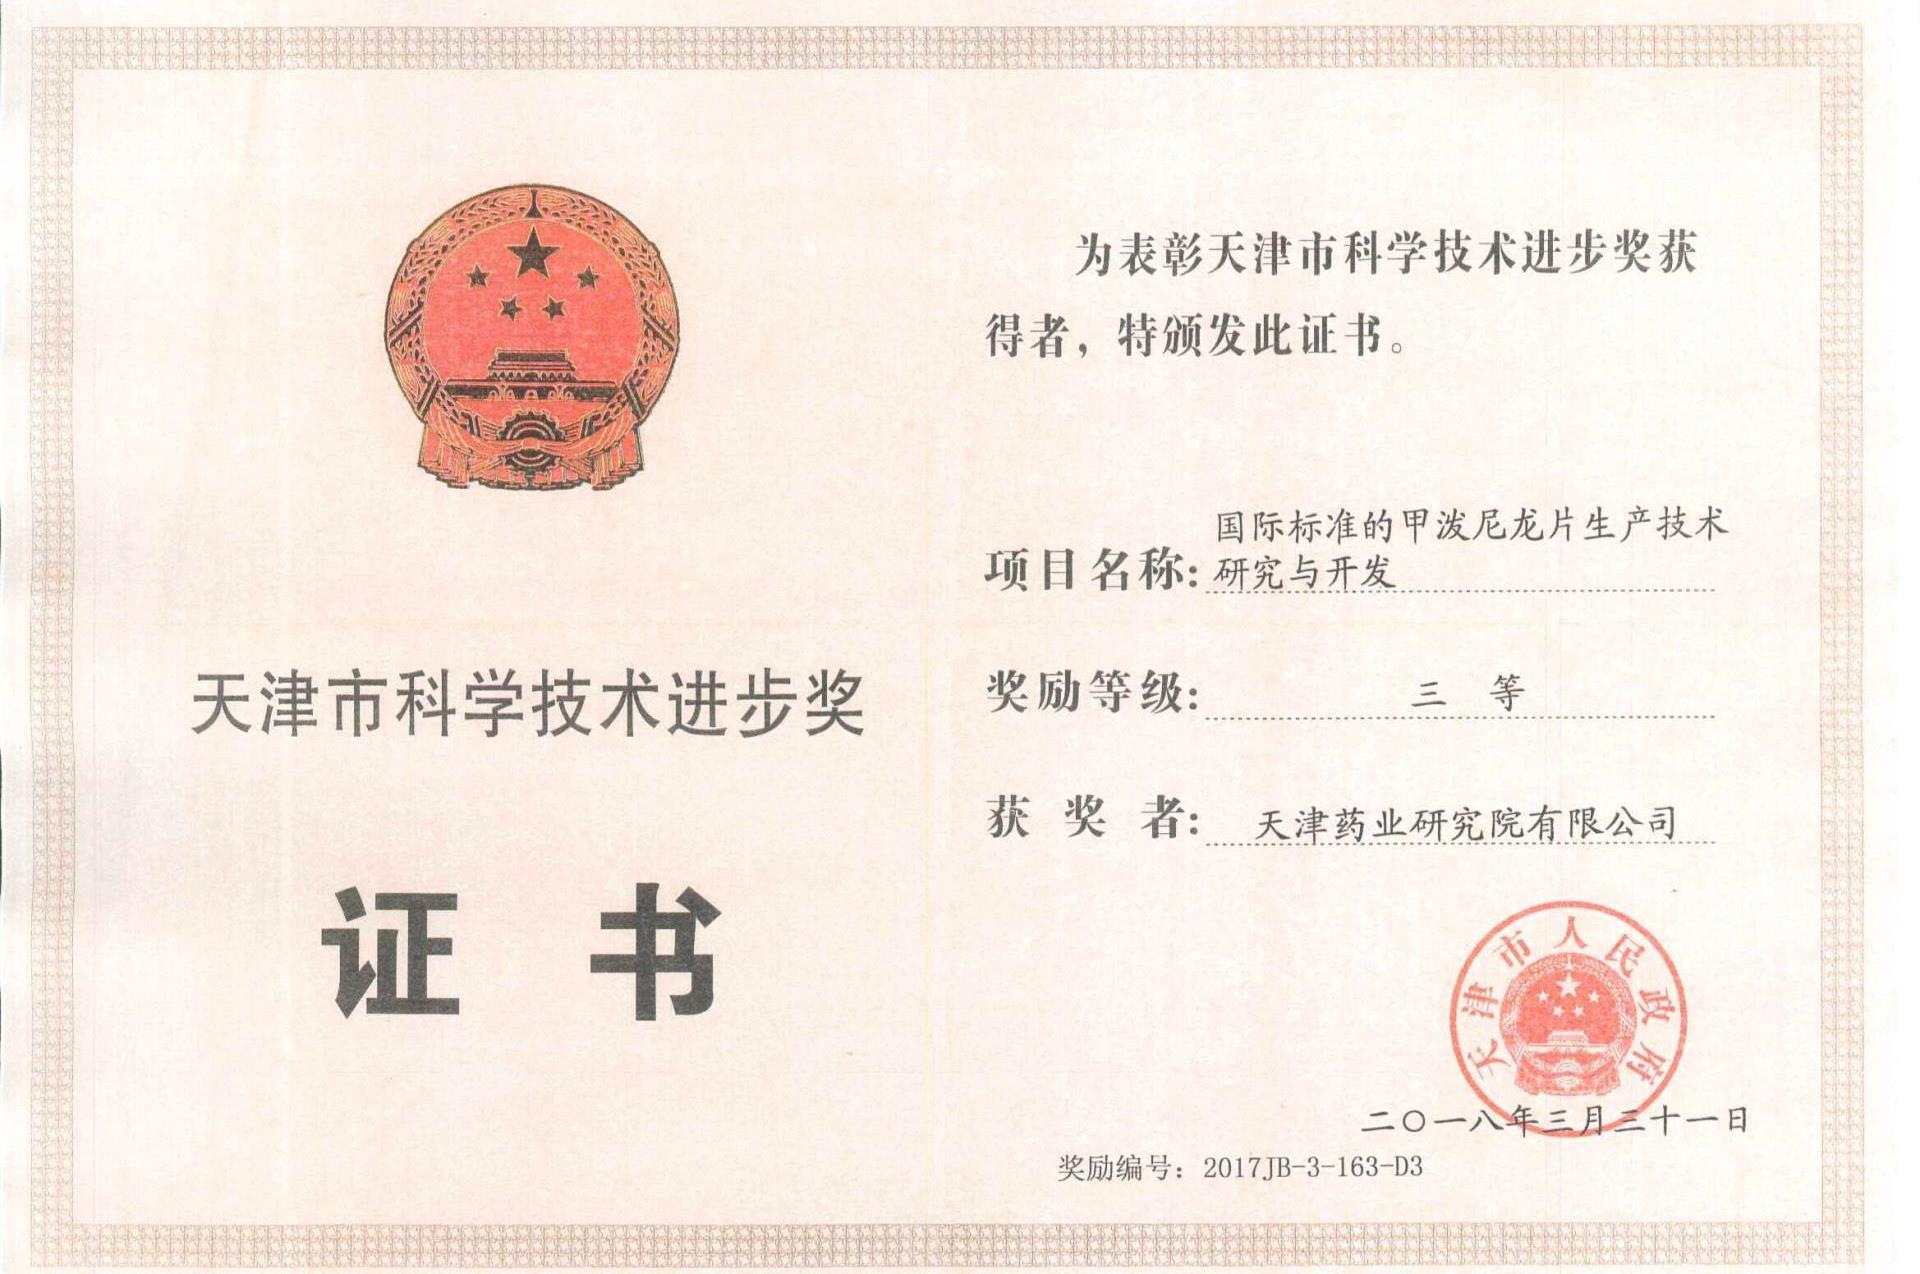 天津市科学技术进步奖
证书
为表彰天津市科学技术进步奖获
得者，特颁发此证书。
项目名称：国际标准的甲泼尼龙片生产技术
研究与开发
奖励等级：三 等
获奖者：天津药业研究院有限公司
天津市人民政府
二〇一八年三月三十一日
奖励编号：2017JB-3-163-D3